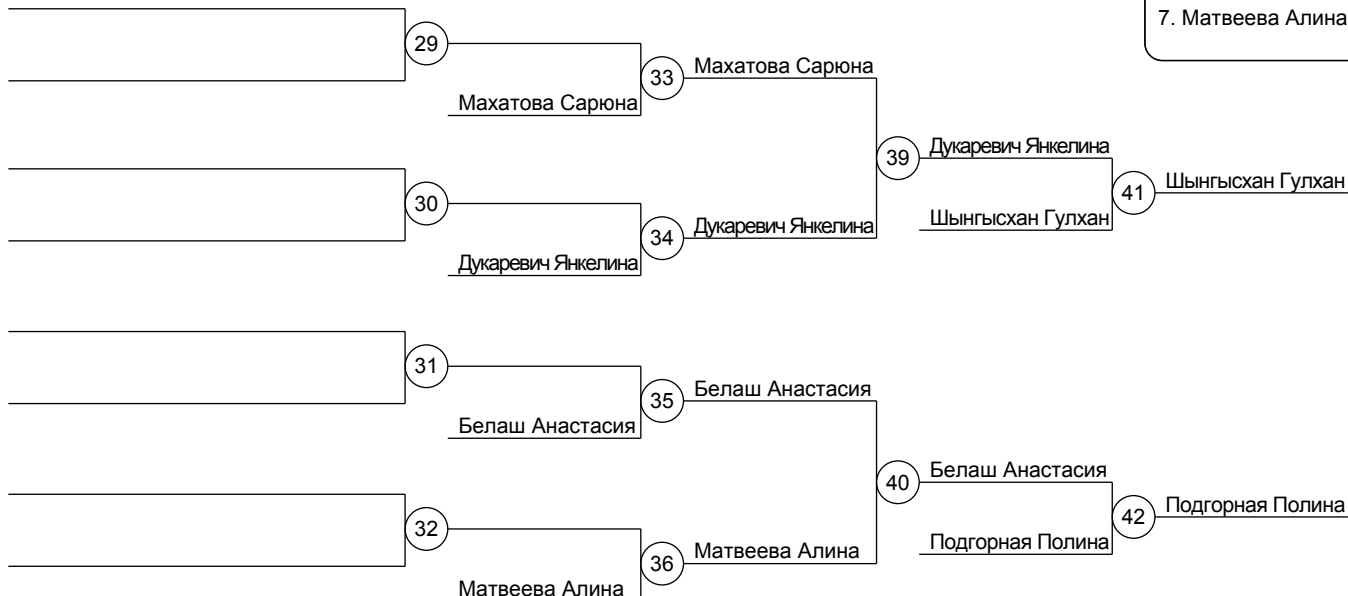 7. Матвеева Алина
29
33
Махатова Сарюна
Махатова Сарюна
39
Дукаревич Янкелина
41
Шынгысхан Гулхан
30
34
Дукаревич Янкелина
Шынгысхан Гулхан
Дукаревич Янкелина
31
35
Белаш Анастасия
Белаш Анастасия
40
Белаш Анастасия
42
Подгорная Полина
32
36
Матвеева Алина
Подгорная Полина
Матвеева Алина